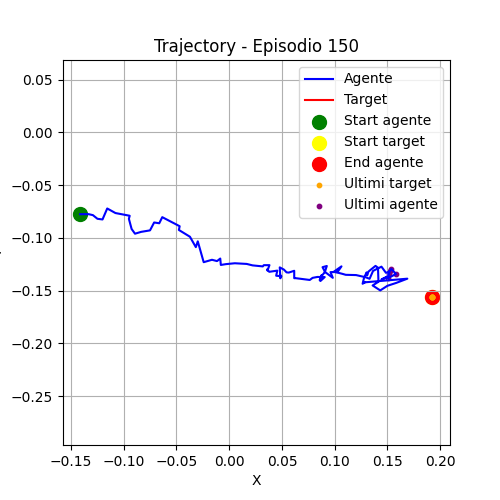 Trajectory - Episodio 150
Agente
Target
Start agente
Start target
End agente
Ultimi target
Ultimi agente
0.05
0.00
−0.05
−0.10
−0.15
−0.20
−0.25
−0.15 −0.10 −0.05 0.00 0.05 0.10 0.15 0.20
X